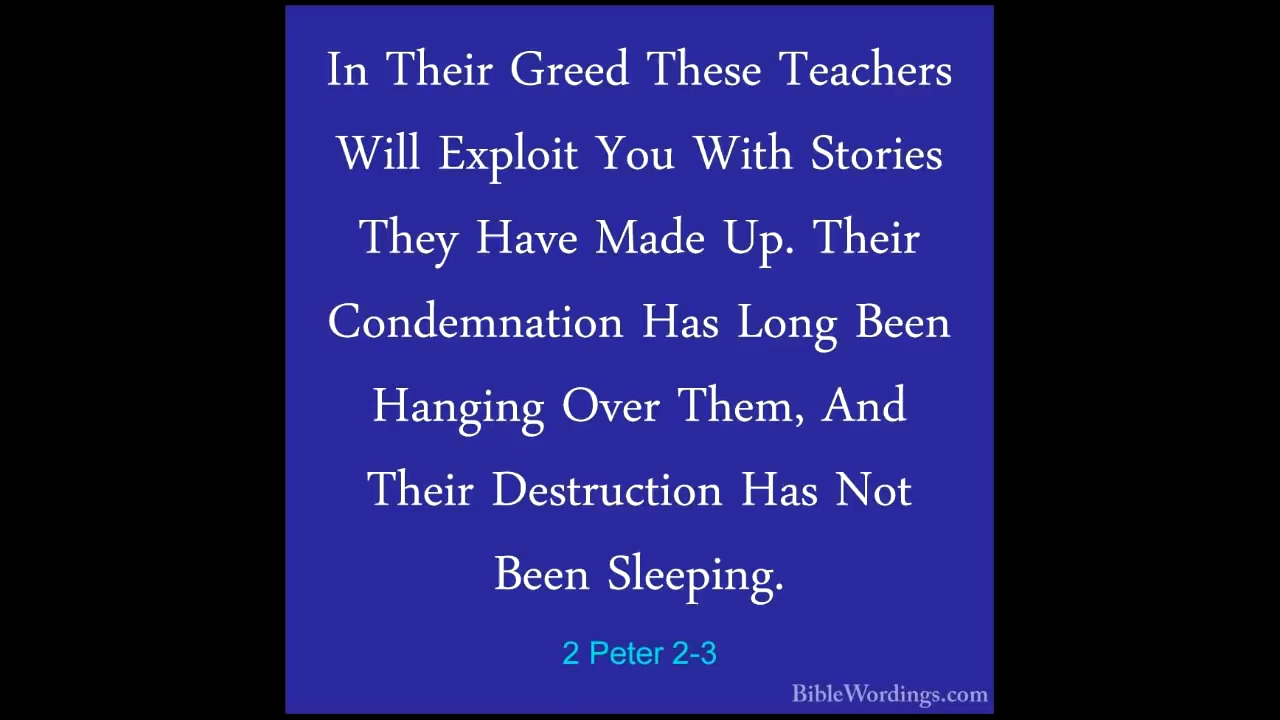 In Their Greed These Teachers
Will Exploit You With Stories
They Have Made Up. Their
Condemnation Has Long Been
Hanging Over Them, And
Their Destruction Has Not
Been Sleeping.
2 Peter 2-3
BibleWordings.com